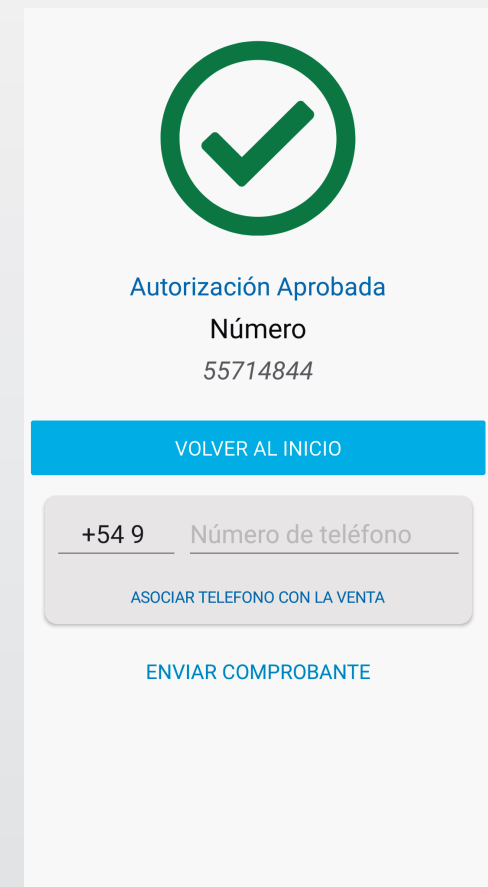 Autorización Aprobada
Número
55714844
VOLVER AL INICIO
+54 9 Número de teléfono
ASOCIAR TELEFONO CON LA VENTA
ENVIAR COMPROBANTE